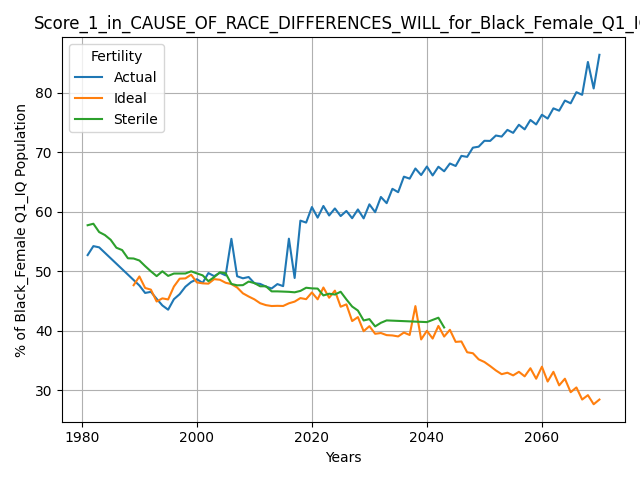 Score_1_in_CAUSE_OF_RACE_DIFFERENCES_WILL_for_Black_Female_Q1_IQ
Fertility
Actual
Ideal
Sterile
% of Black_Female Q1_IQ Population
80
70
60
50
40
30
1980
2000
2020
2040
2060
Years